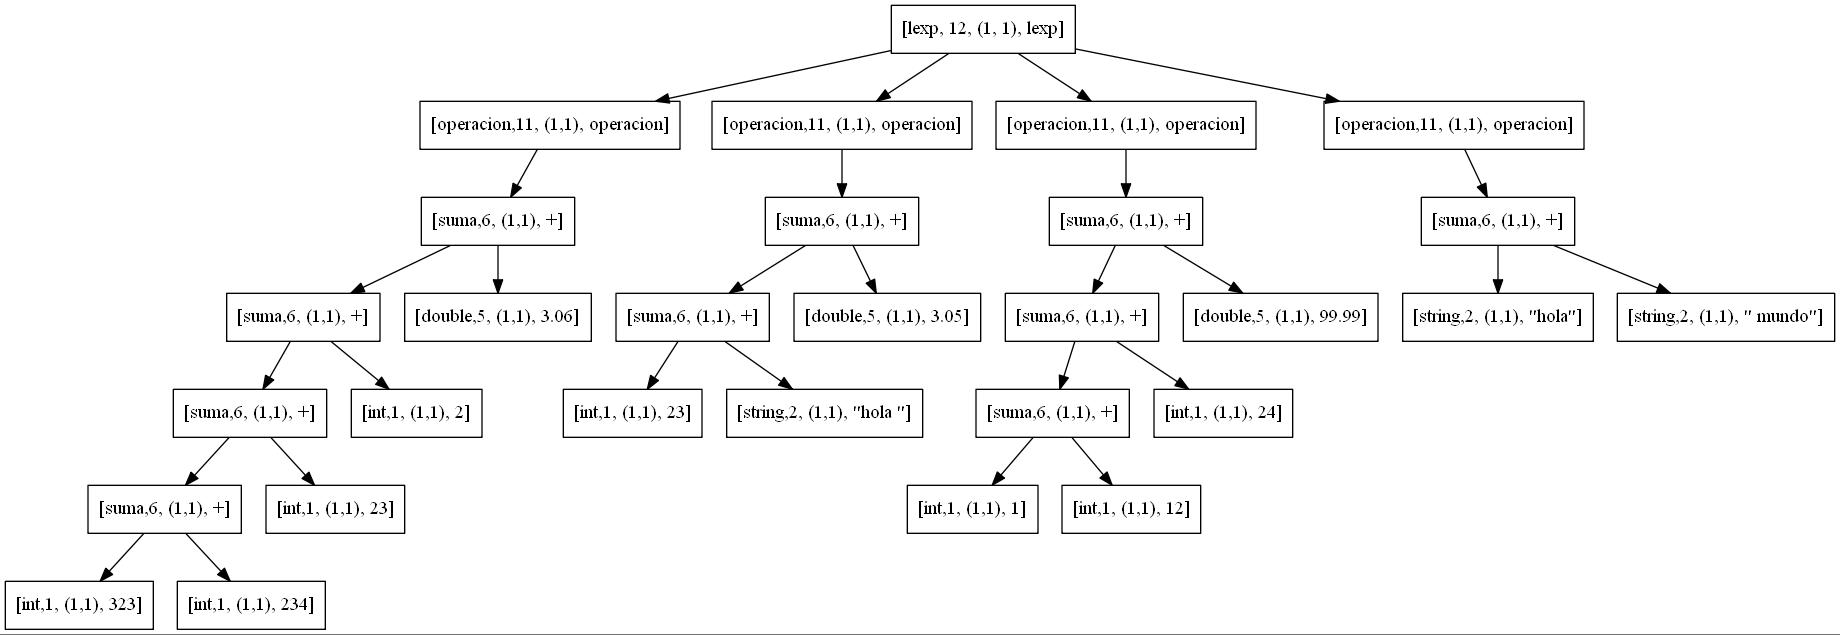 [lexp, 12, (1, 1), lexp]
[operacion,11, (1,1), operacion]
[operacion,11, (1,1), operacion]
[operacion,11, (1,1), operacion]
[operacion,11, (1,1), operacion]
[suma,6, (1,1), +]
[suma,6, (1,1), +]
[suma,6, (1,1), +]
[suma,6, (1,1), +]
[suma,6, (1,1), +]
[double,5, (1,1), 3.06]
[suma,6, (1,1), +]
[double,5, (1,1), 3.05]
[suma,6, (1,1), +]
[double,5, (1,1), 99.99]
[string,2, (1,1), "hola"]
[string,2, (1,1), " mundo"]
[suma,6, (1,1), +]
[int,1, (1,1), 2]
[int,1, (1,1), 23]
[string,2, (1,1), "hola "]
[suma,6, (1,1), +]
[int,1, (1,1), 24]
[suma,6, (1,1), +]
[int,1, (1,1), 23]
[int,1, (1,1), 1]
[int,1, (1,1), 12]
[int,1, (1,1), 323]
[int,1, (1,1), 234]